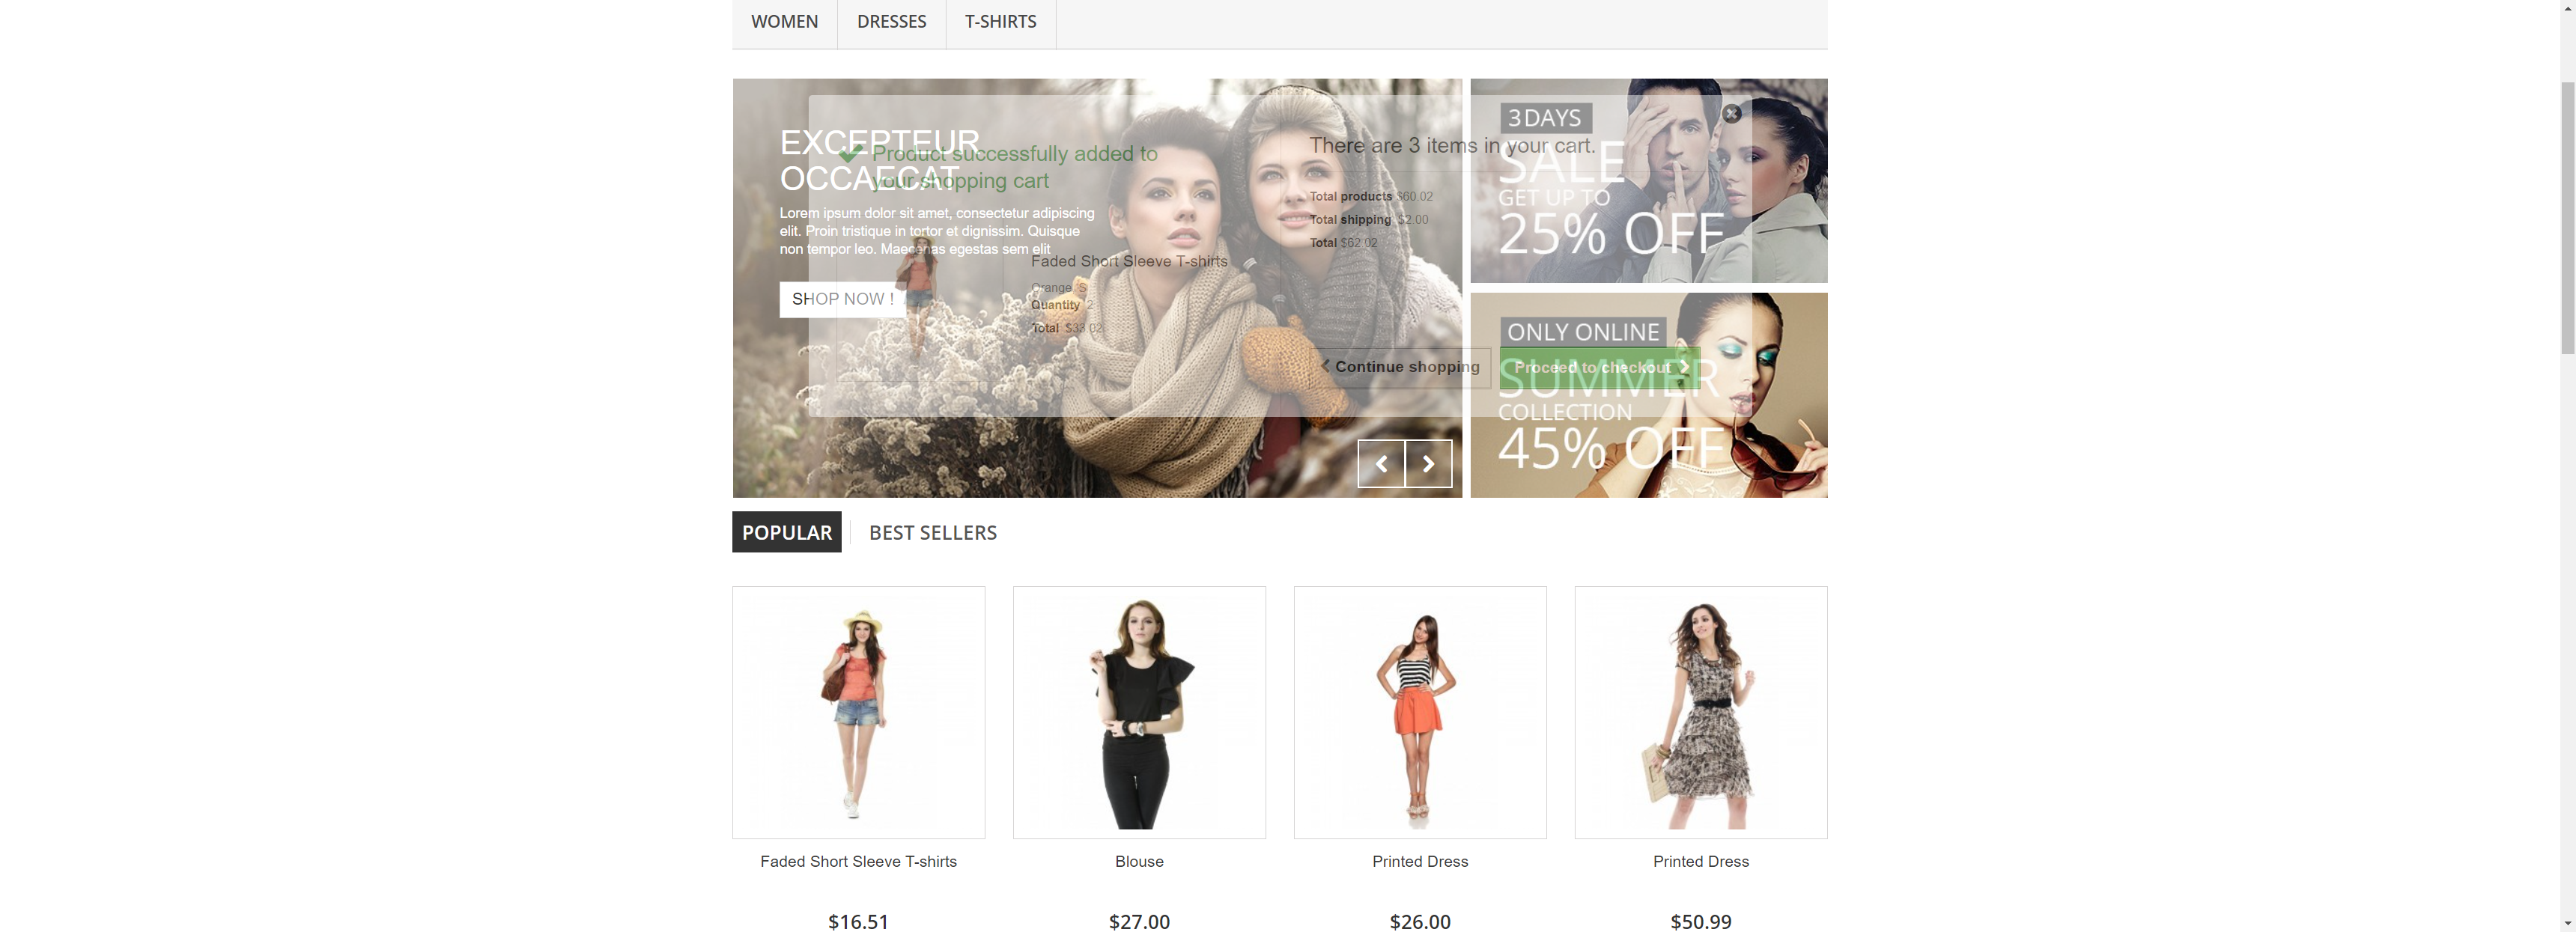 WOMEN
DRESSES
T-SHIRTS
EXCEPTEUR
OCCAECAT
Lorem ipsum dolor sit amet, consectetur adipiscing
elit. Proin tristique in tortor et dignissim. Quisque
non tempor leo. Maecenas egestas sem elit
SHOP NOW !
Product successfully added to
your shopping cart
Faded Short Sleeve T-shirts
Orange, S
Quantity 2
Total $33.02
There are 3 items in your cart.
Total products $60.02
Total shipping $2.00
Total $62.02
Continue shopping
Proceed to checkout
3 DAYS
SALE
GET UP TO
25% OFF
ONLY ONLINE
SUMMER
COLLECTION
45% OFF
POPULAR
BEST SELLERS
Faded Short Sleeve T-shirts
Blouse
Printed Dress
Printed Dress
$16.51
$27.00
$26.00
$50.99